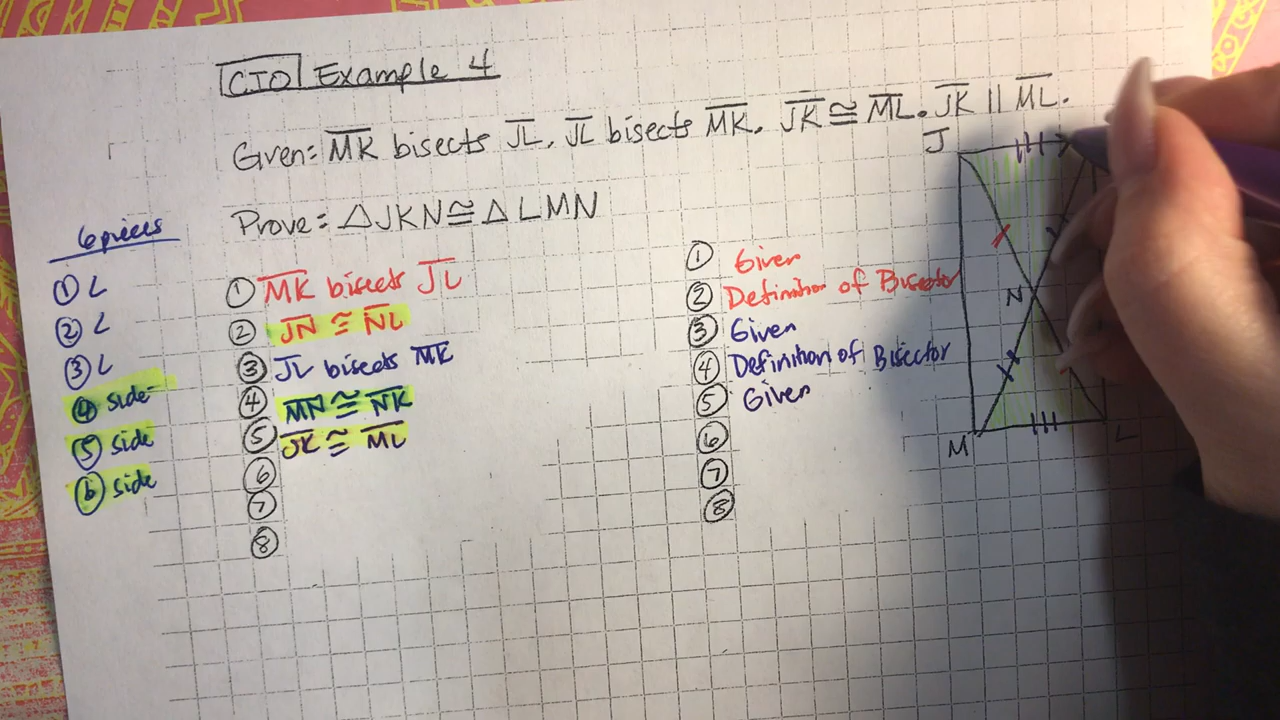 CIO Example 4
Given: MK bisects JL, JL bisects MK. JK ≅ ML. JK || ML.
Prove: △JKN ≅ △LMN
6 pieces
① ∠
② ∠
③ ∠
④ side
⑤ side
⑥ side
① MK bisects JL
② JN ≅ NL
③ JL bisects MK
④ MN ≅ NK
⑤ JK ≅ ML
⑥
⑦
⑧
① Given
② Definition of Bisector
③ Given
④ Definition of Bisector
⑤ Given
⑥
⑦
⑧
J
N
M
L